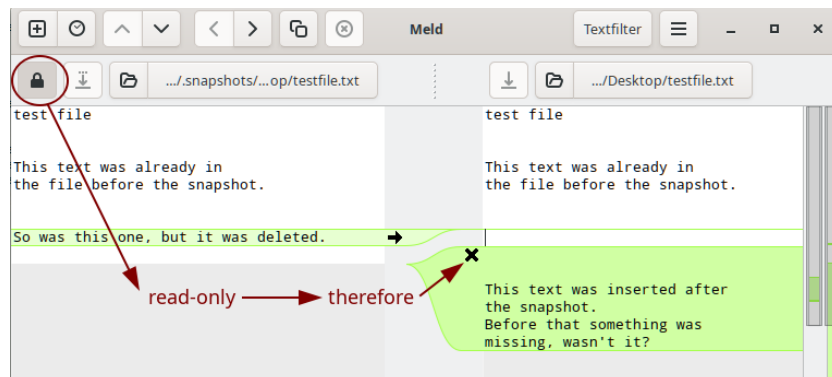 Meld
Textfilter
.../.snapshots/...op/testfile.txt
.../Desktop/testfile.txt
test file
This text was already in
the file before the snapshot.
So was this one, but it was deleted.
test file
This text was already in
the file before the snapshot.
This text was inserted after
the snapshot.
Before that something was
missing, wasn't it?
read-only
therefore